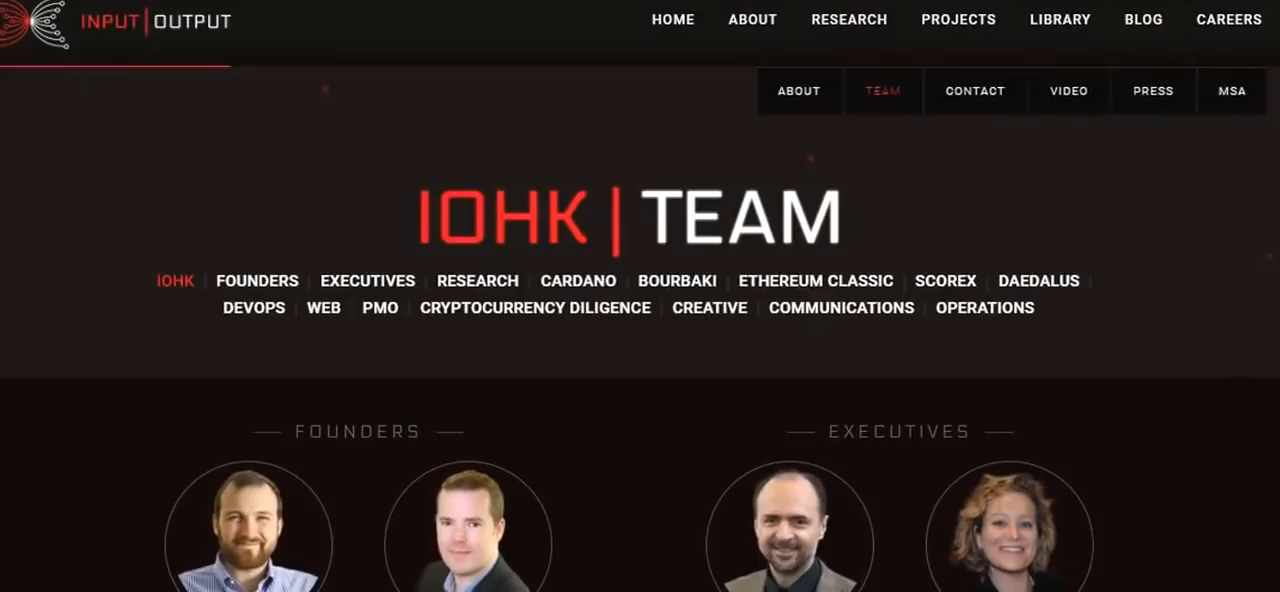 INPUT | OUTPUT
HOME ABOUT RESEARCH PROJECTS LIBRARY BLOG CAREERS
ABOUT TEAM CONTACT VIDEO PRESS MSA
IOHK | TEAM
IOHK FOUNDERS EXECUTIVES RESEARCH CARDANO BOURBAKI ETHEREUM CLASSIC SCOREX DAEDALUS
DEVOPS WEB PMO CRYPTOCURRENCY DILIGENCE CREATIVE COMMUNICATIONS OPERATIONS
FOUNDERS EXECUTIVES